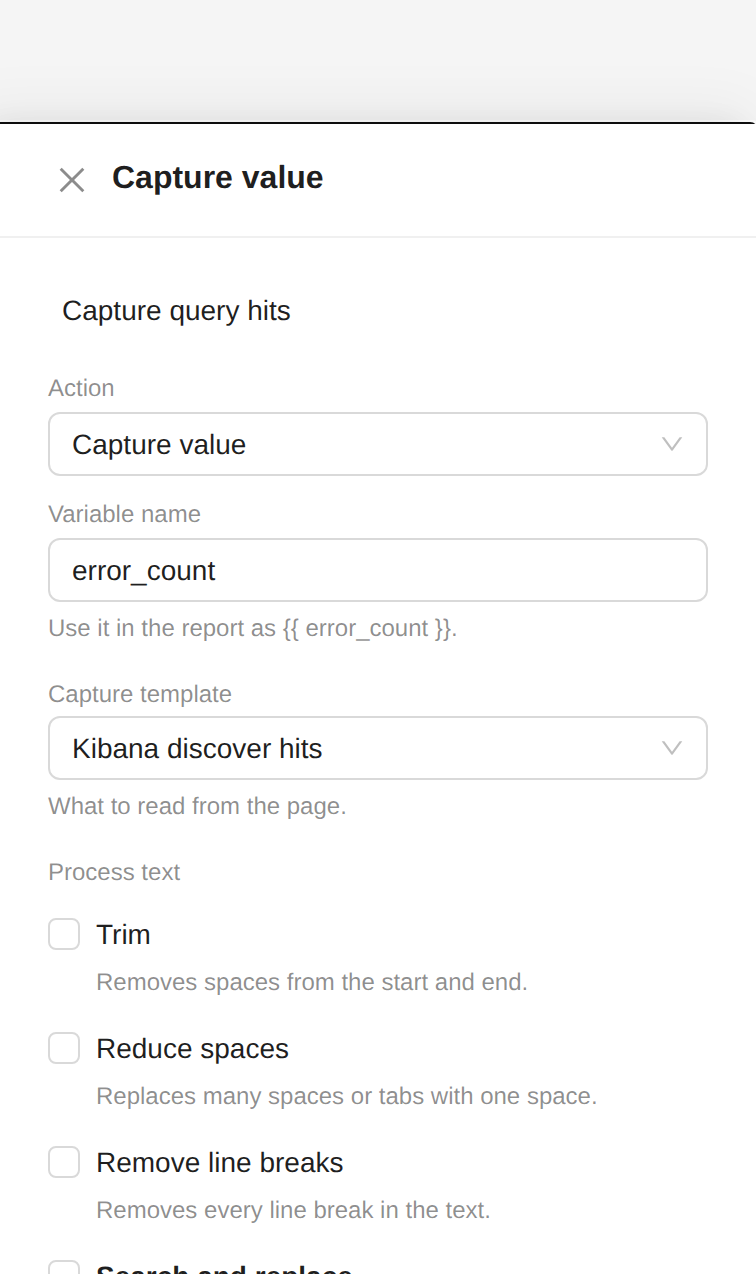 Capture value
Capture query hits
Action
Capture value
Variable name
error_count
Use it in the report as {{ error_count }}.
Capture template
Kibana discover hits
What to read from the page.
Process text
Trim
Removes spaces from the start and end.
Reduce spaces
Replaces many spaces or tabs with one space.
Remove line breaks
Removes every line break in the text.
Search and replace